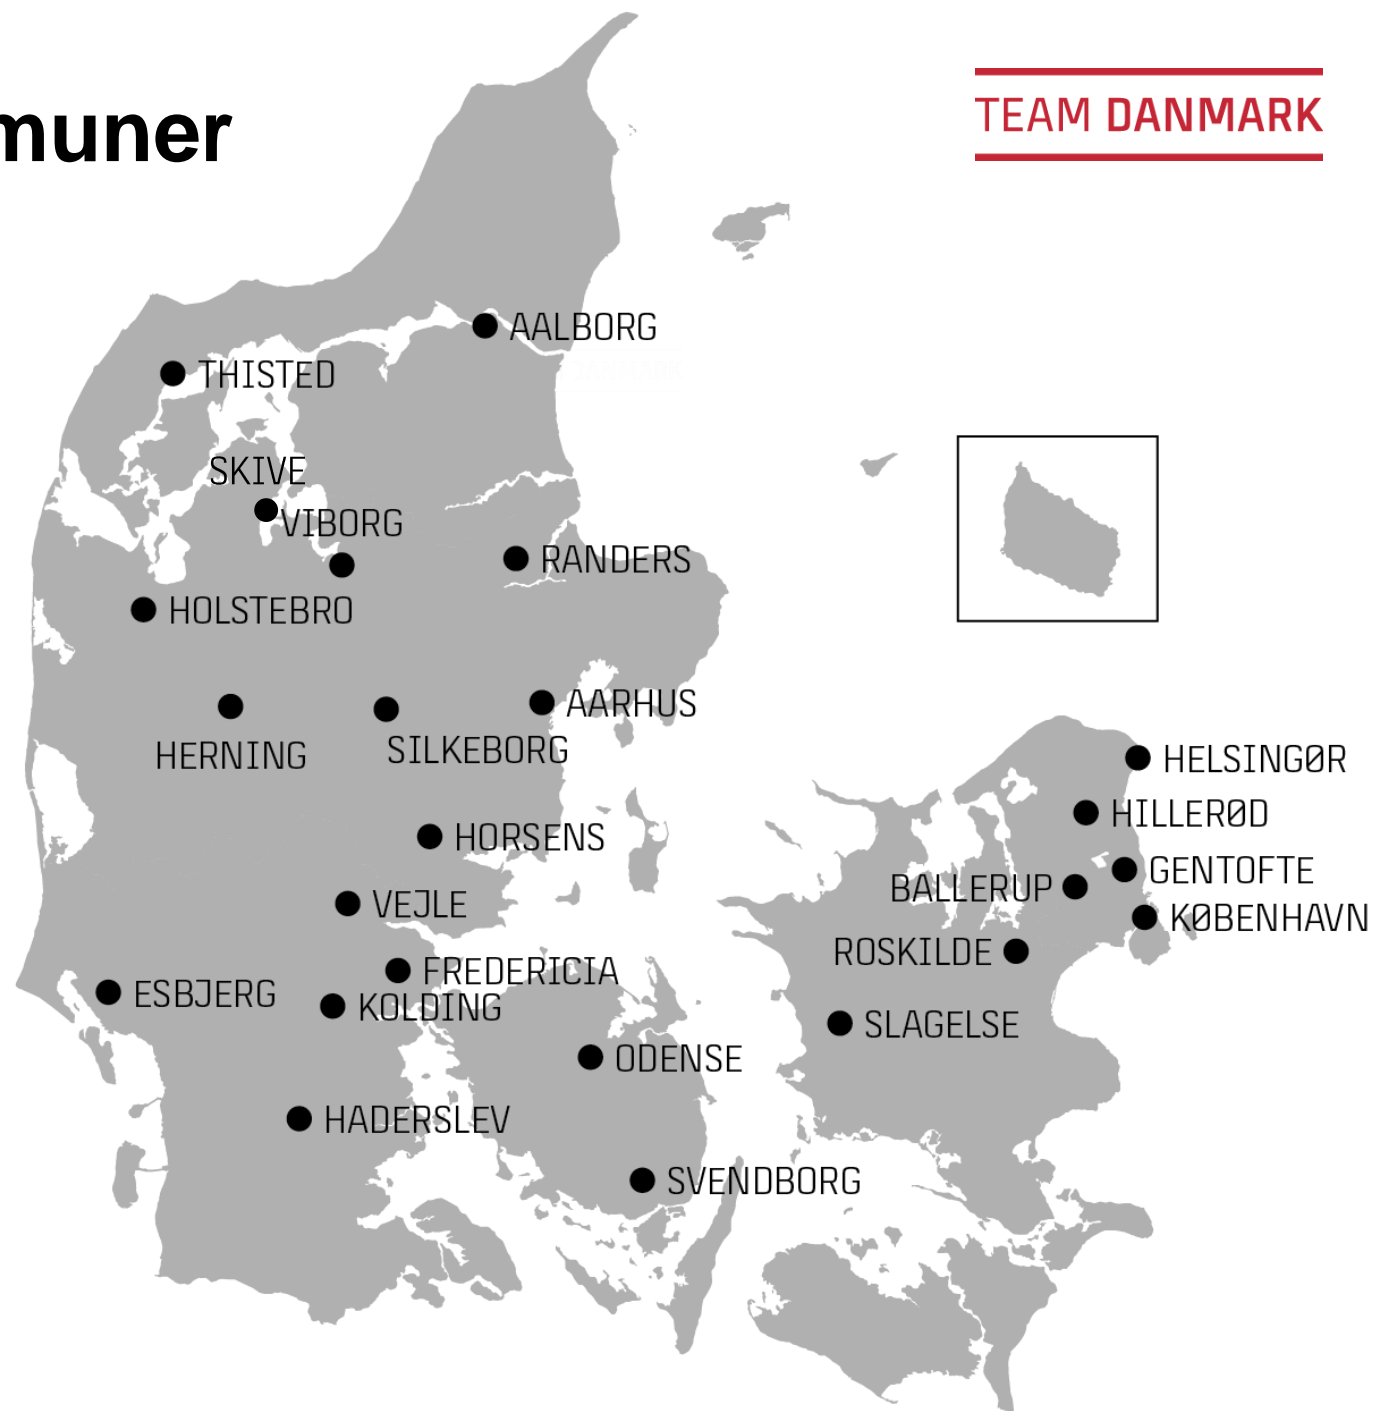 muner
TEAM DANMARK
AALBORG
THISTED
SKIVE
VIBORG
RANDERS
HOLSTEBRO
AARHUS
HERNING
SILKEBORG
HELSINGØR
HILLERØD
HORSENS
GENTOFTE
BALLERUP
VEJLE
KØBENHAVN
ROSKILDE
FREDERICIA
ESBJERG
KOLDING
SLAGELSE
ODENSE
HADERSLEV
SVENDBORG